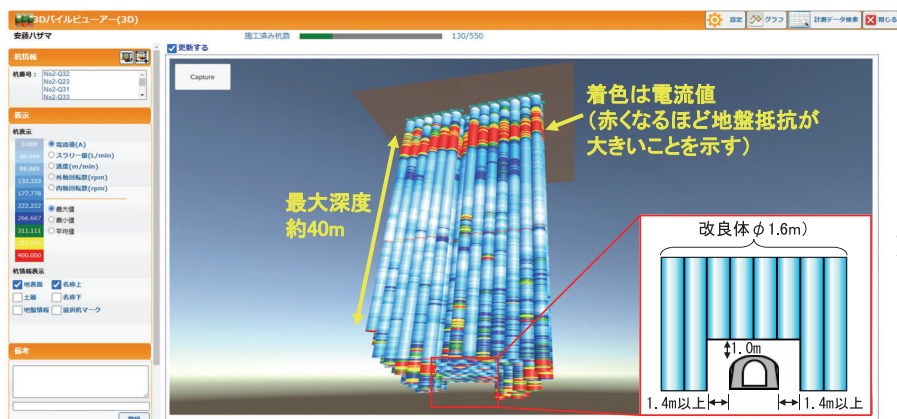 3Dパイルビューアー(3D)
設定
グラフ
計測データ検索
閉じる
安藤ハザマ
施工済み杭数
130/550
更新する
杭情報
杭番号：
No2-Q32
No2-Q23
No2-Q31
No2-Q33
表示
杭表示
0.000
44.444
88.889
133.333
177.778
222.222
266.667
311.111
400.000
電流値(A)
スラリー量(L/min)
速度(m/min)
外軸回転数(rpm)
内軸回転数(rpm)
最大値
最小値
平均値
杭情報表示
地表面
名称上
土層
名称下
地盤情報
選択杭マーク
備考
登録
Capture
着色は電流値
（赤くなるほど地盤抵抗が
大きいことを示す）
最大深度
約40m
改良体φ1.6m）
1.0m
1.4m以上
1.4m以上